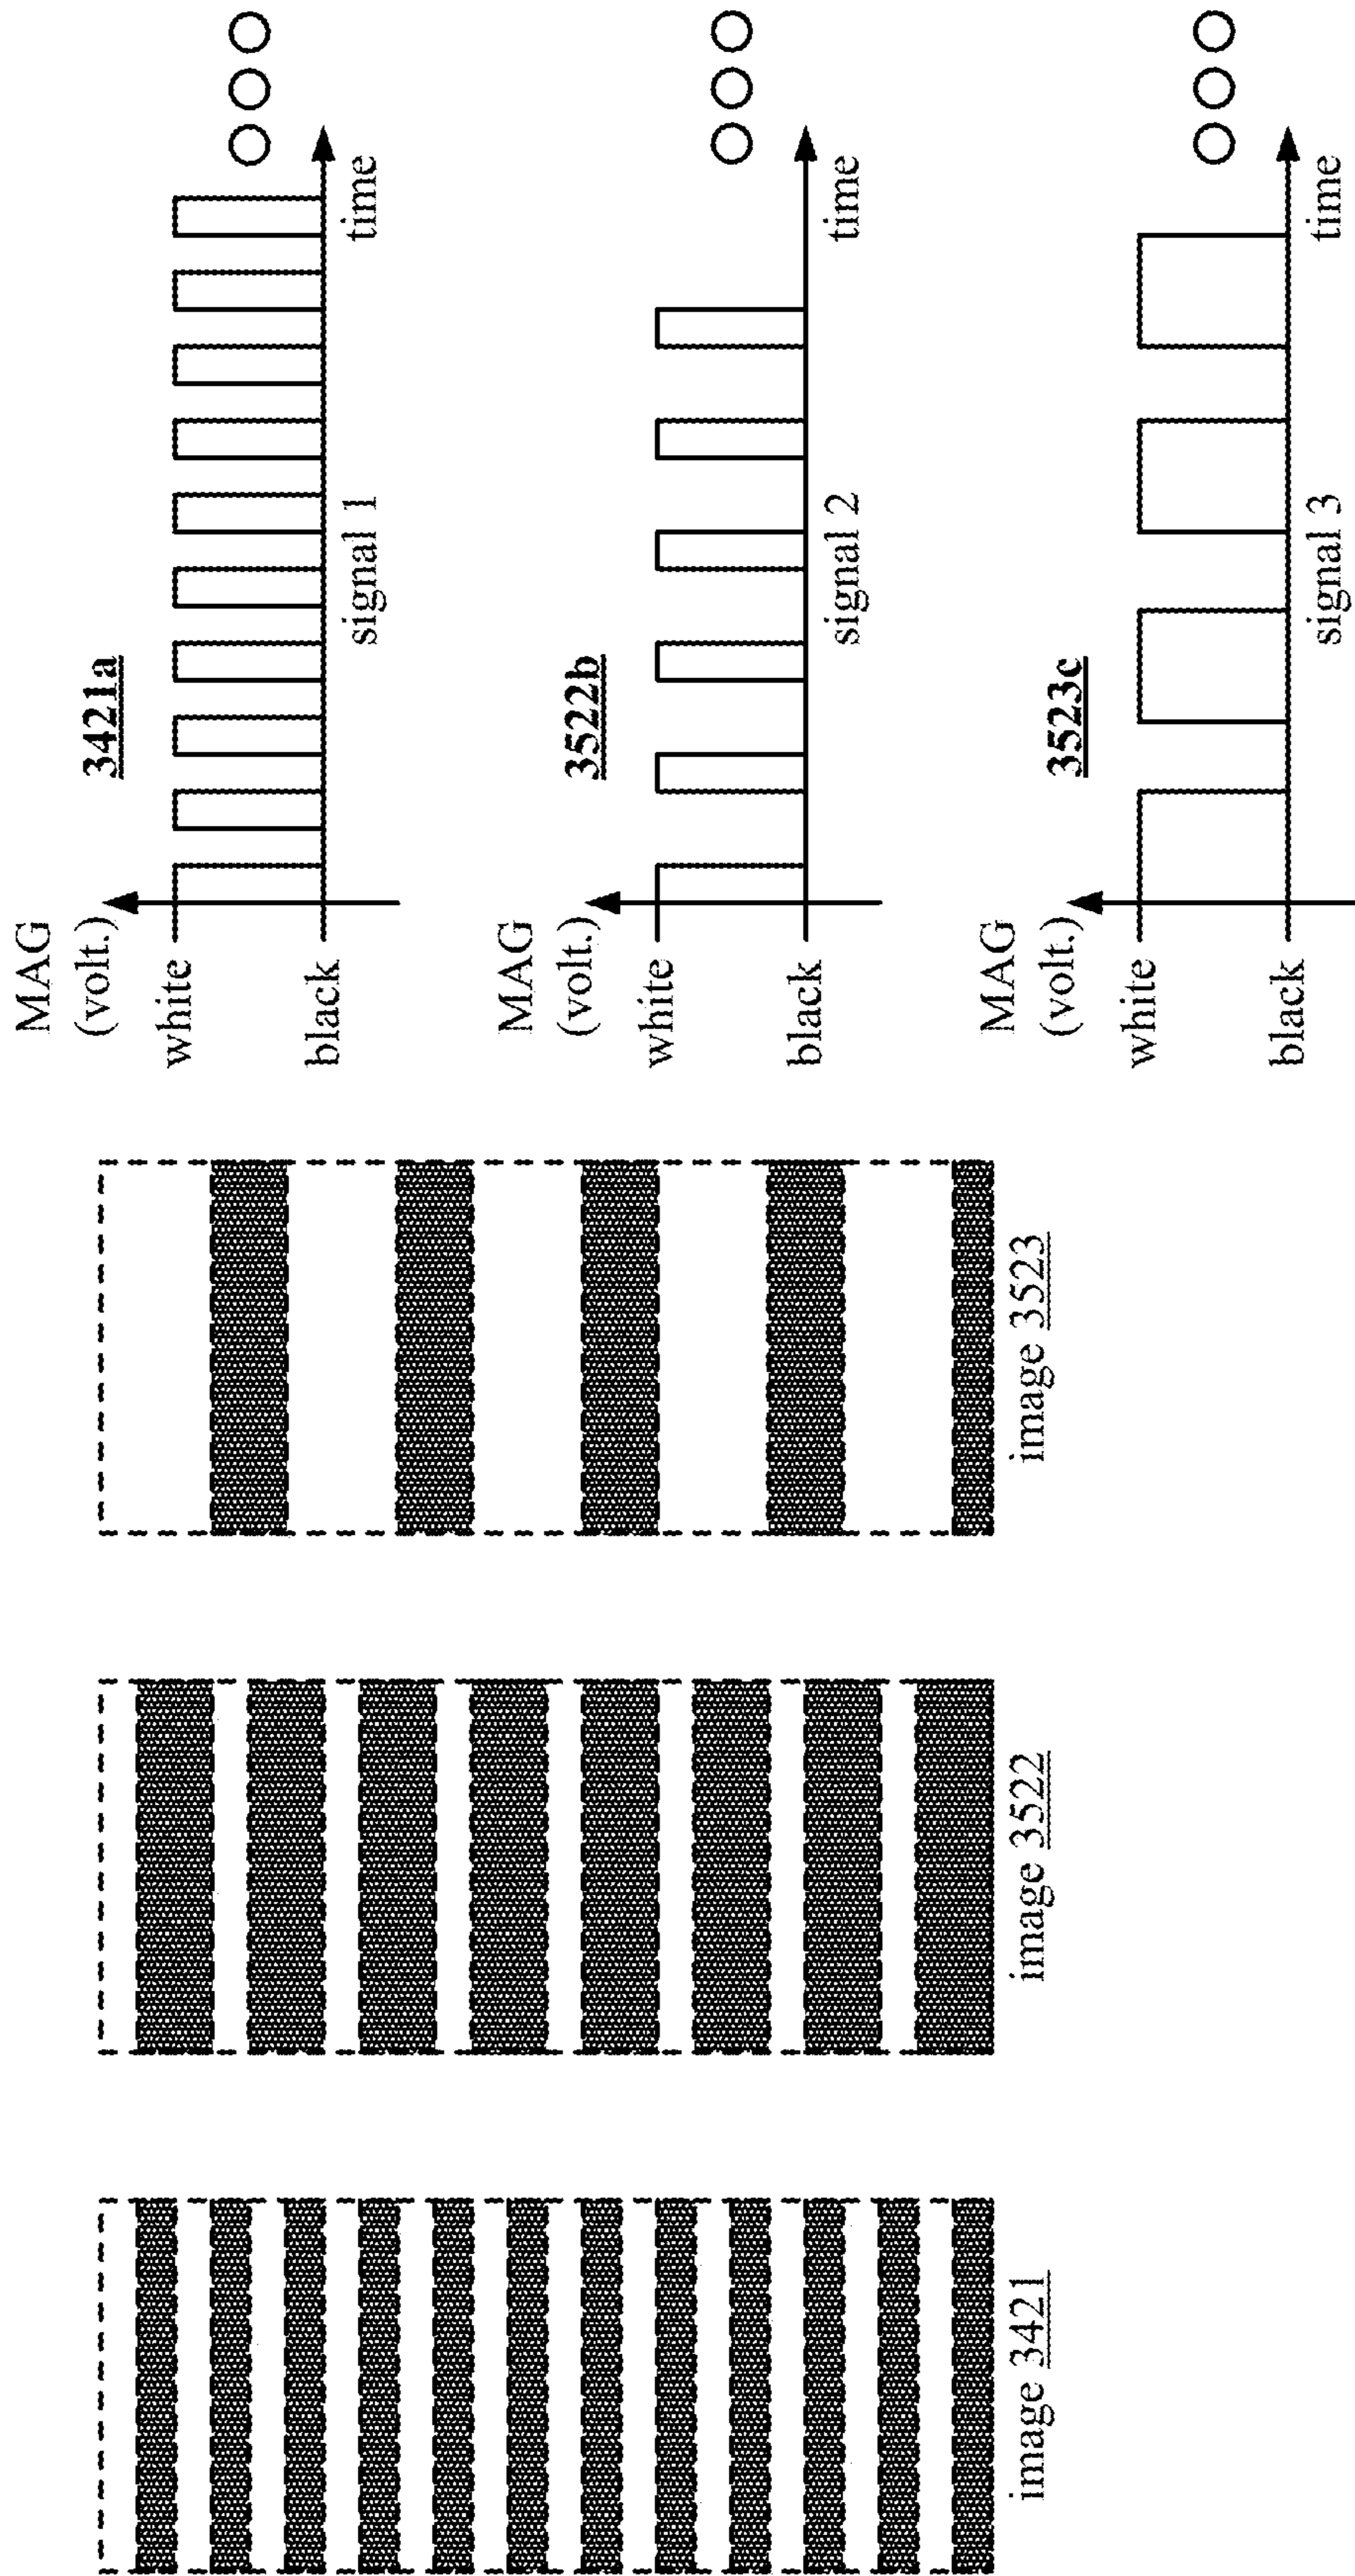 image 3421
image 3522
image 3523
MAG
(volt.)
white
black
3421a
signal 1
time
MAG
(volt.)
white
black
3522b
signal 2
time
MAG
(volt.)
white
black
3523c
signal 3
time